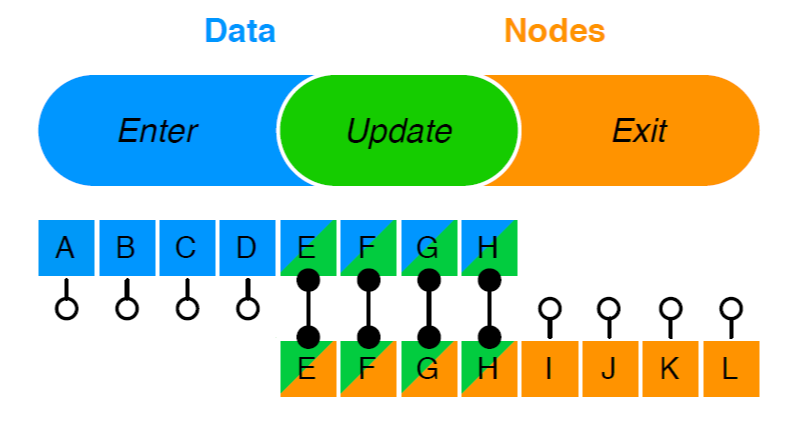 Data Nodes
Enter Update Exit
A B C D E F G H
E F G H I J K L